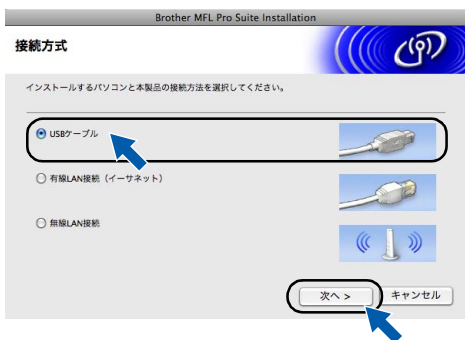 Brother MFL Pro Suite Installation
接続方式
インストールするパソコンと本製品の接続方法を選択してください。
USBケーブル
有線LAN接続（イーサネット）
無線LAN接続
次へ >
キャンセル